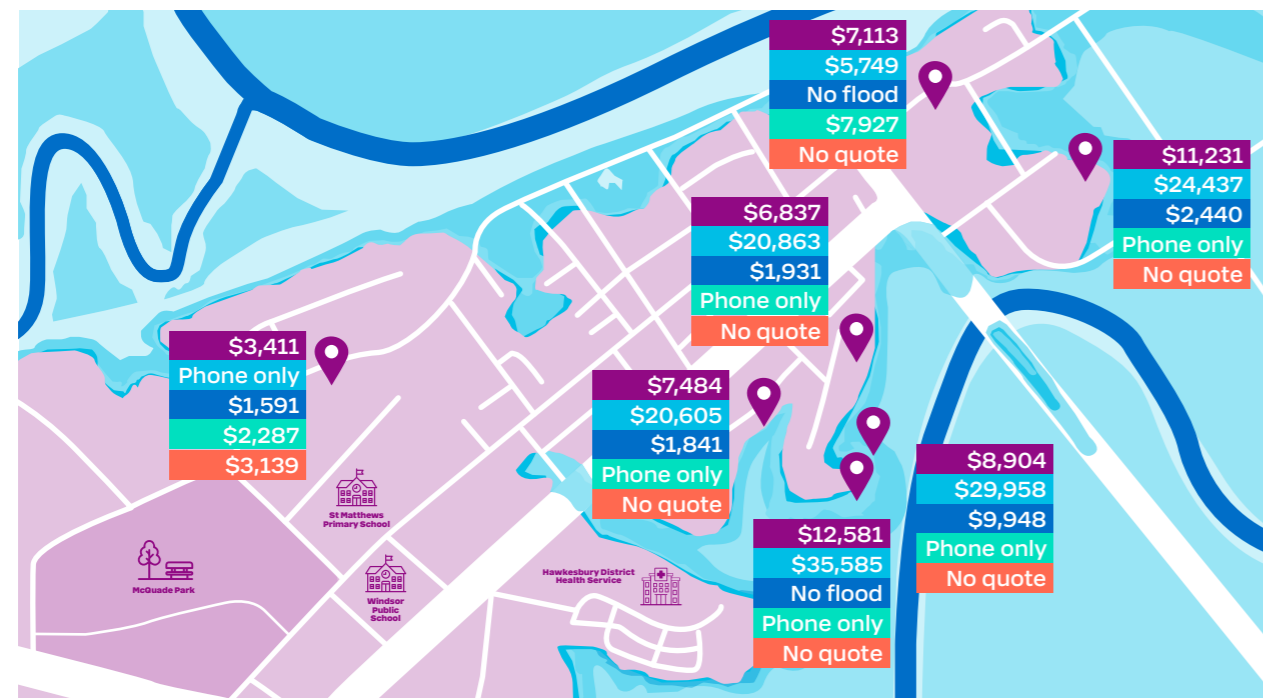 $7,113
$5,749
No flood
$7,927
No quote
$11,231
$24,437
$2,440
Phone only
No quote
$6,837
$20,863
$1,931
Phone only
No quote
$3,411
Phone only
$1,591
$2,287
$3,139
$7,484
$20,605
$1,841
Phone only
No quote
$8,904
$29,958
$9,948
Phone only
No quote
$12,581
$35,585
No flood
Phone only
No quote
St Matthews
Primary School
McQuade Park
Windsor
Public
School
Hawkesbury District
Health Service